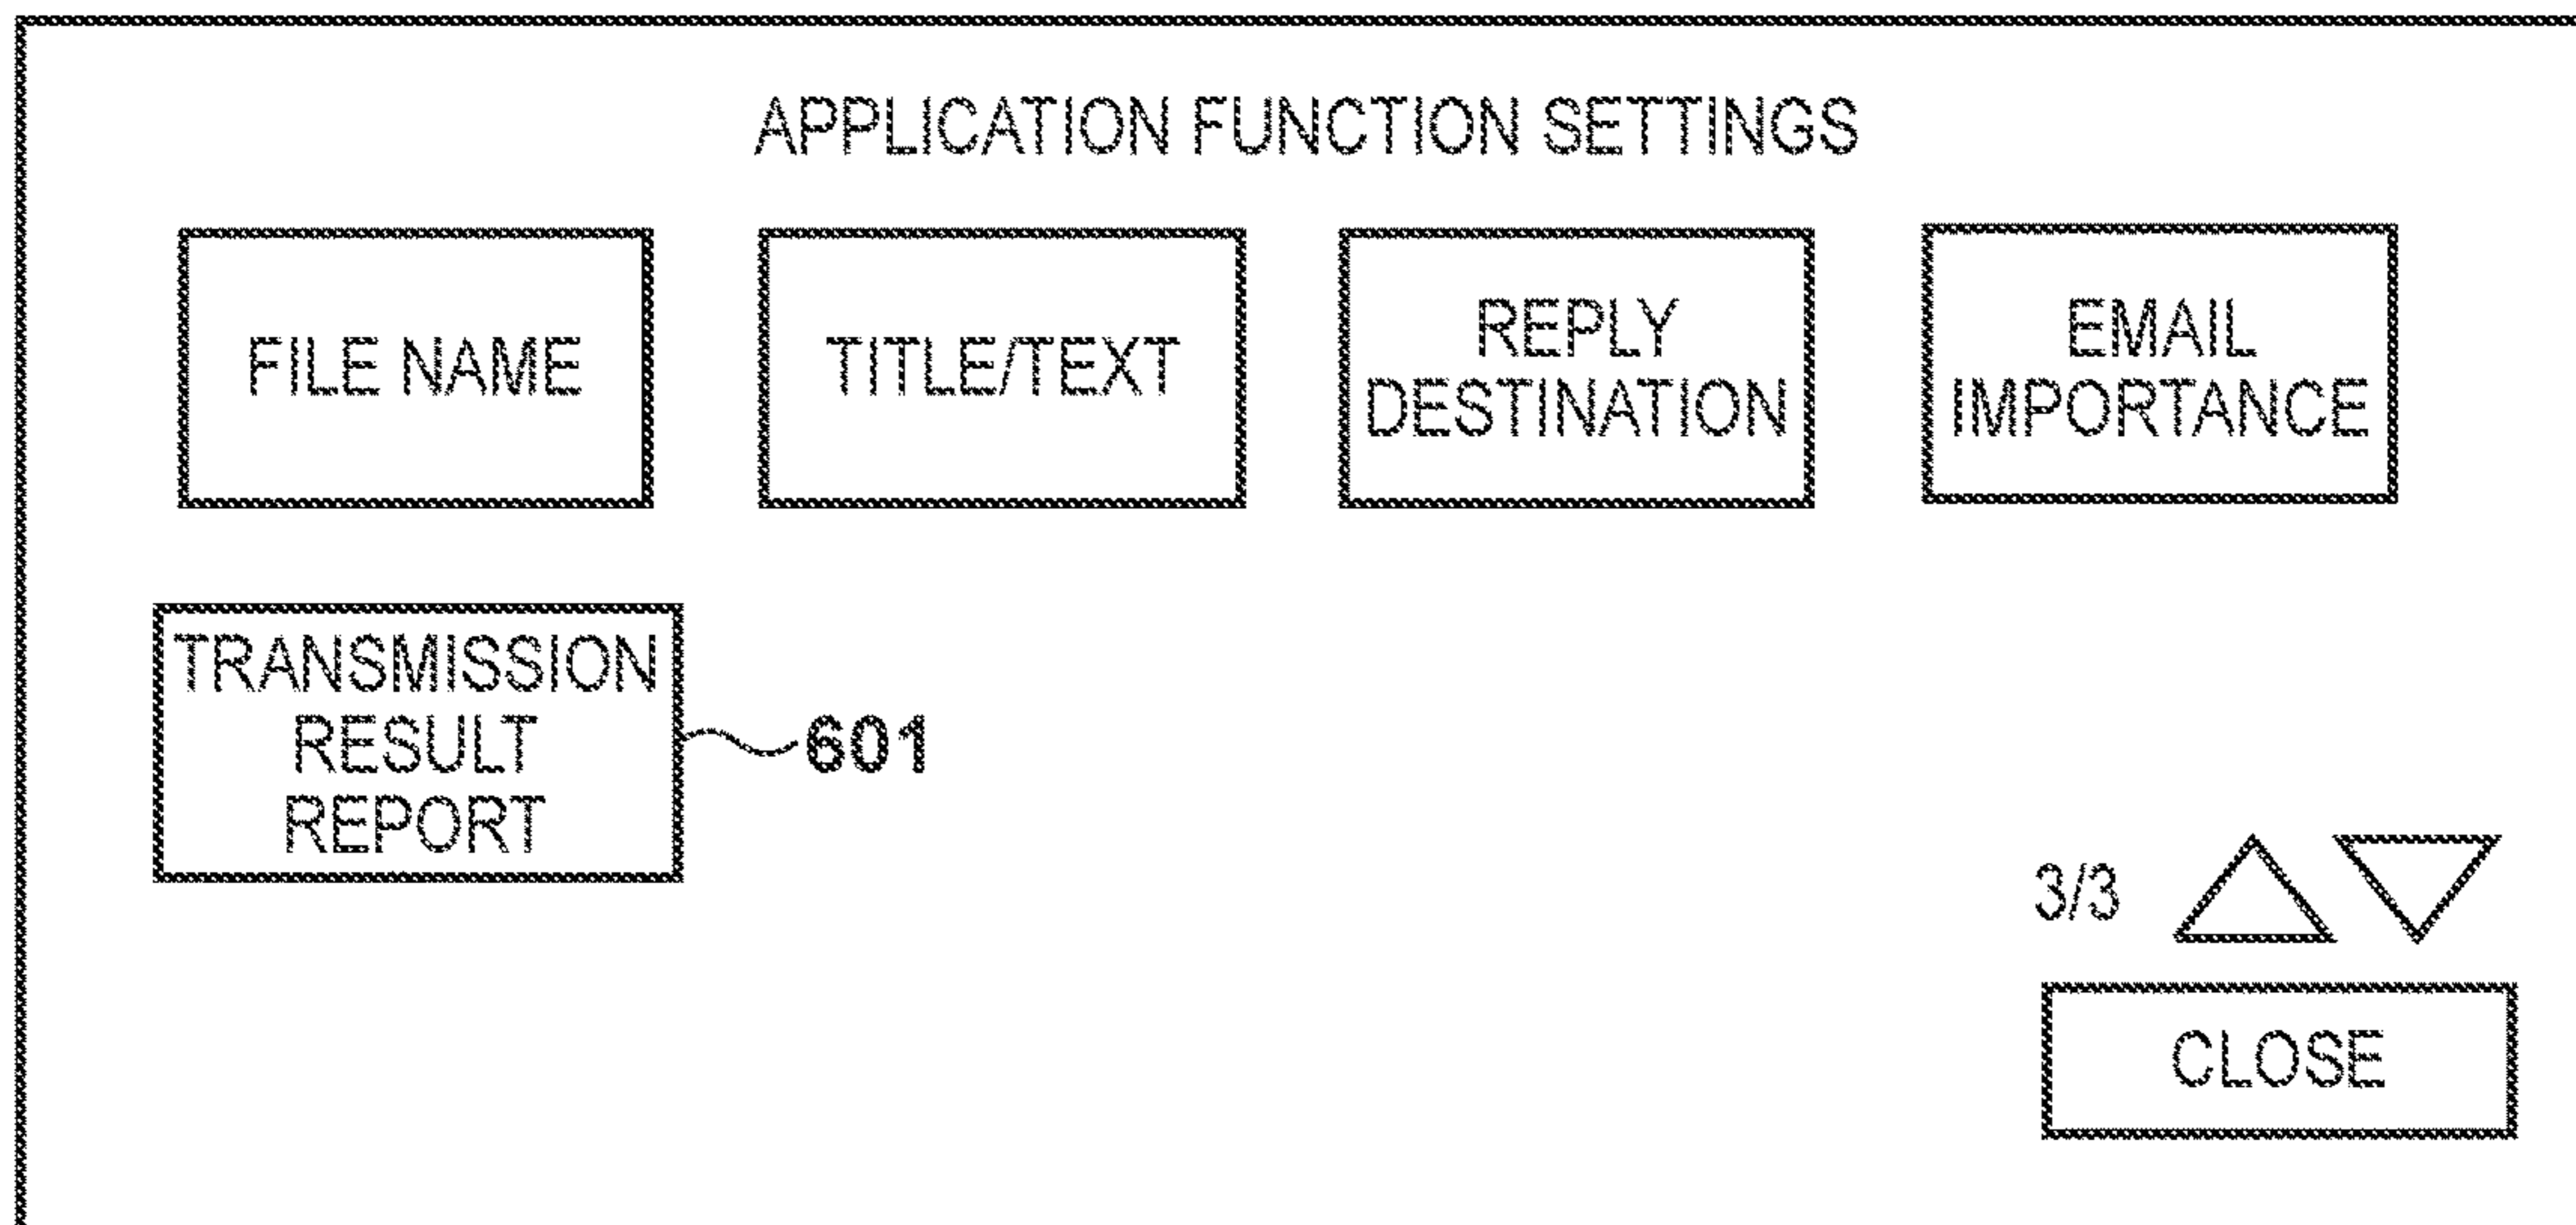 APPLICATION FUNCTION SETTINGS
FILE NAME
TITLE/TEXT
REPLY
DESTINATION
EMAIL
IMPORTANCE
TRANSMISSION
RESULT
REPORT
601
3/3
CLOSE